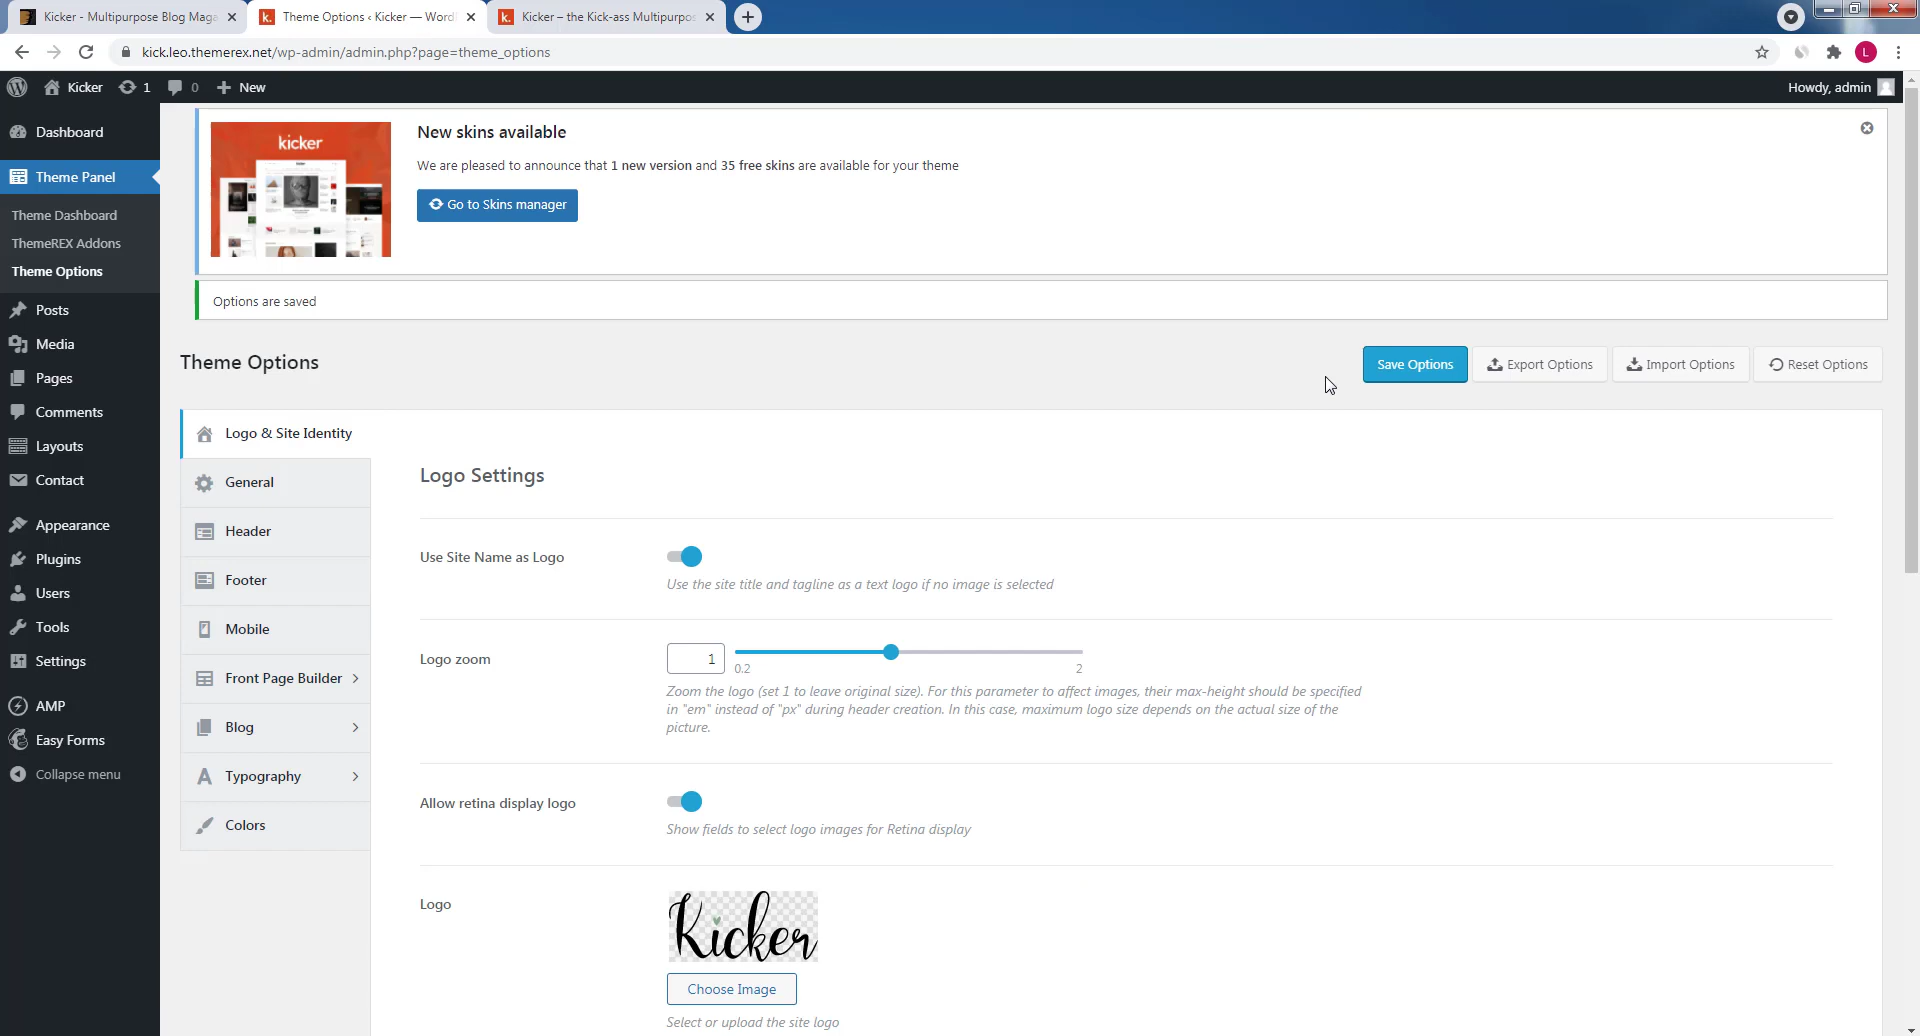 Kicker - Multipurpose Blog Maga
Theme Options ‹ Kicker — Word
Kicker – the Kick-ass Multipurpo
kick.leo.themerex.net/wp-admin/admin.php?page=theme_options
L
Kicker
1
0
New
Howdy, admin
Dashboard
Theme Panel
Theme Dashboard
ThemeREX Addons
Theme Options
Posts
Media
Pages
Comments
Layouts
Contact
Appearance
Plugins
Users
Tools
Settings
AMP
Easy Forms
Collapse menu
kicker
New skins available
We are pleased to announce that 1 new version and 35 free skins are available for your theme
Go to Skins manager
Options are saved
Theme Options
Save Options
Export Options
Import Options
Reset Options
Logo & Site Identity
General
Header
Footer
Mobile
Front Page Builder
Blog
Typography
Colors
Logo Settings
Use Site Name as Logo
Use the site title and tagline as a text logo if no image is selected
Logo zoom
1
0.2
2
Zoom the logo (set 1 to leave original size). For this parameter to affect images, their max-height should be specified
in "em" instead of "px" during header creation. In this case, maximum logo size depends on the actual size of the
picture.
Allow retina display logo
Show fields to select logo images for Retina display
Logo
Kicker
Choose Image
Select or upload the site logo